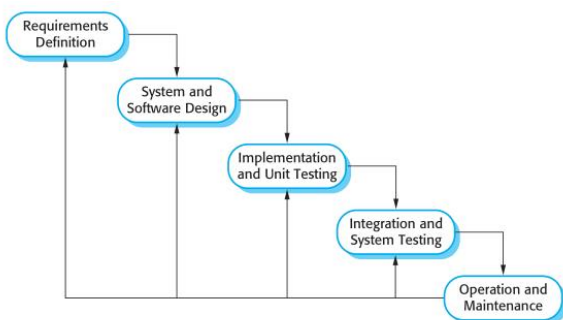 Requirements
Definition
System and
Software Design
Implementation
and Unit Testing
Integration and
System Testing
Operation and
Maintenance